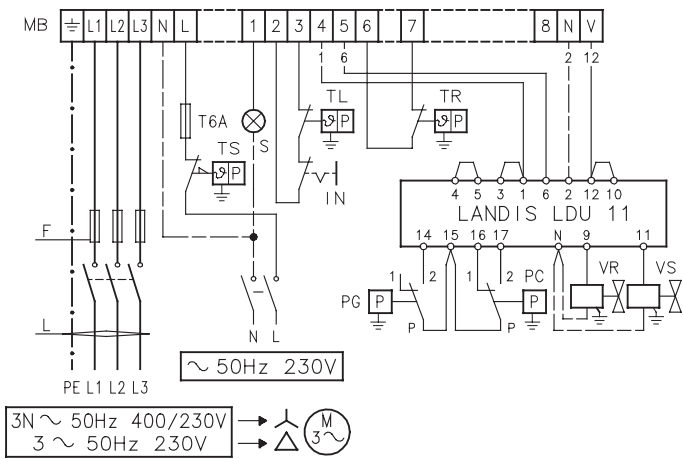 MB L1 L2 L3 N L 1 2 3 4 5 6 7 8 N V
1 6 2 12
T6A S TL ϑ P TR ϑ P
TS ϑ P
IN
4 5 3 1 6 2 12 10
LANDIS LDU 11
F
14 15 16 17 N 9 11
1 2 1 2 PC VR VS
PG P P
P P
L
N L
PE L1 L2 L3
~ 50Hz 230V
3N ~ 50Hz 400/230V
3 ~ 50Hz 230V
M
3 ~